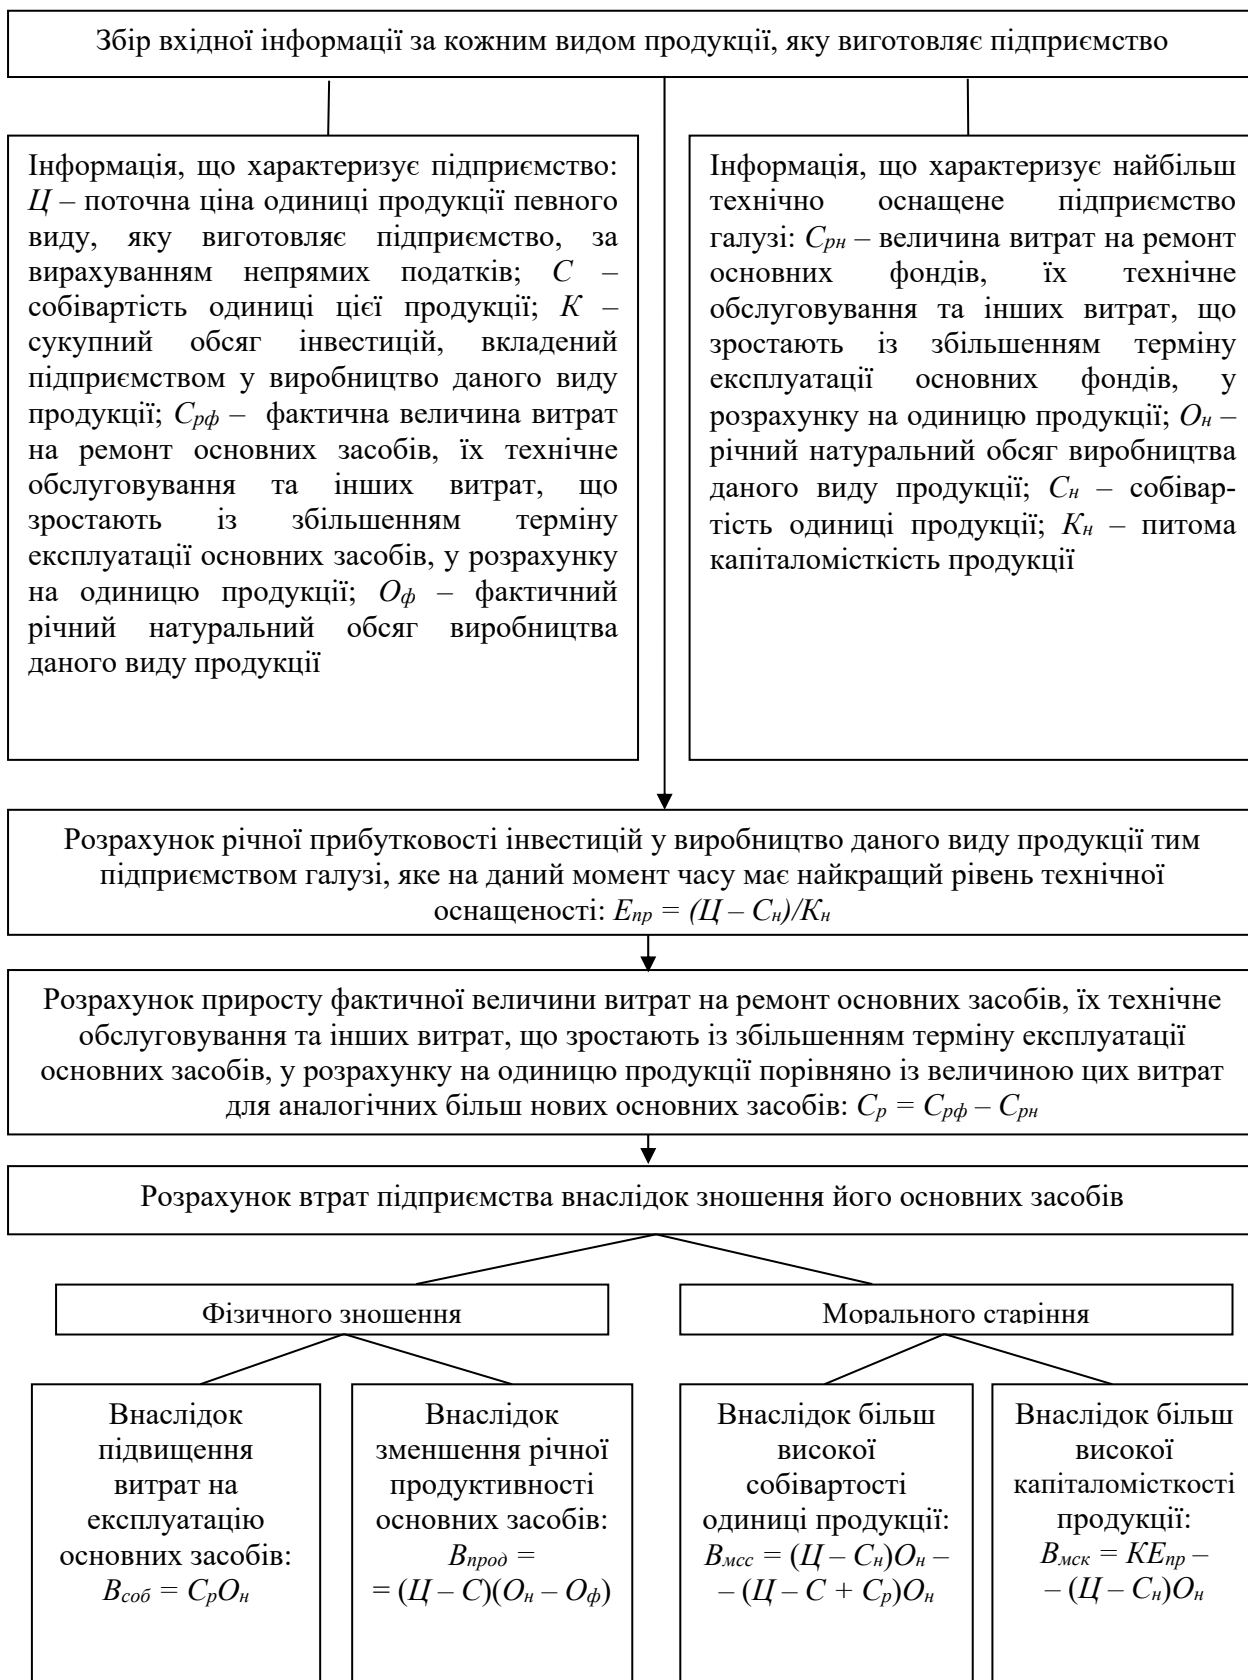 Збір вхідної інформації за кожним видом продукції, яку виготовляє підприємство
Інформація, що характеризує підприємство:
Ц – поточна ціна одиниці продукції певного
виду, яку виготовляє підприємство, за
вирахуванням непрямих податків; С –
собівартість одиниці цієї продукції; К –
сукупний обсяг інвестицій, вкладений
підприємством у виробництво даного виду
продукції; Срф – фактична величина витрат
на ремонт основних засобів, їх технічне
обслуговування та інших витрат, що
зростають із збільшенням терміну
експлуатації основних засобів, у розрахунку
на одиницю продукції; Оф – фактичний
річний натуральний обсяг виробництва
даного виду продукції
Інформація, що характеризує найбільш
технічно оснащене підприємство
галузі: Срн – величина витрат на ремонт
основних фондів, їх технічне
обслуговування та інших витрат, що
зростають із збільшенням терміну
експлуатації основних фондів, у
розрахунку на одиницю продукції; Он –
річний натуральний обсяг виробництва
даного виду продукції; Сн – собівар-
тість одиниці продукції; Кн – питома
капіталомісткість продукції
Розрахунок річної прибутковості інвестицій у виробництво даного виду продукції тим
підприємством галузі, яке на даний момент часу має найкращий рівень технічної
оснащеності: Епр = (Ц – Сн)/Кн
Розрахунок приросту фактичної величини витрат на ремонт основних засобів, їх технічне
обслуговування та інших витрат, що зростають із збільшенням терміну експлуатації
основних засобів, у розрахунку на одиницю продукції порівняно із величиною цих витрат
для аналогічних більш нових основних засобів: Ср = Срф – Срн
Розрахунок втрат підприємства внаслідок зношення його основних засобів
Фізичного зношення
Морального старіння
Внаслідок
підвищення
витрат на
експлуатацію
основних засобів:
Всоб = СрОн
Внаслідок
зменшення річної
продуктивності
основних засобів:
Впрод =
= (Ц – С)(Он – Оф)
Внаслідок більш
високої
собівартості
одиниці продукції:
Вмсс = (Ц – Сн)Он –
– (Ц – С + Ср)Он
Внаслідок більш
високої
капіталомісткості
продукції:
Вмск = КЕпр –
– (Ц – Сн)Он